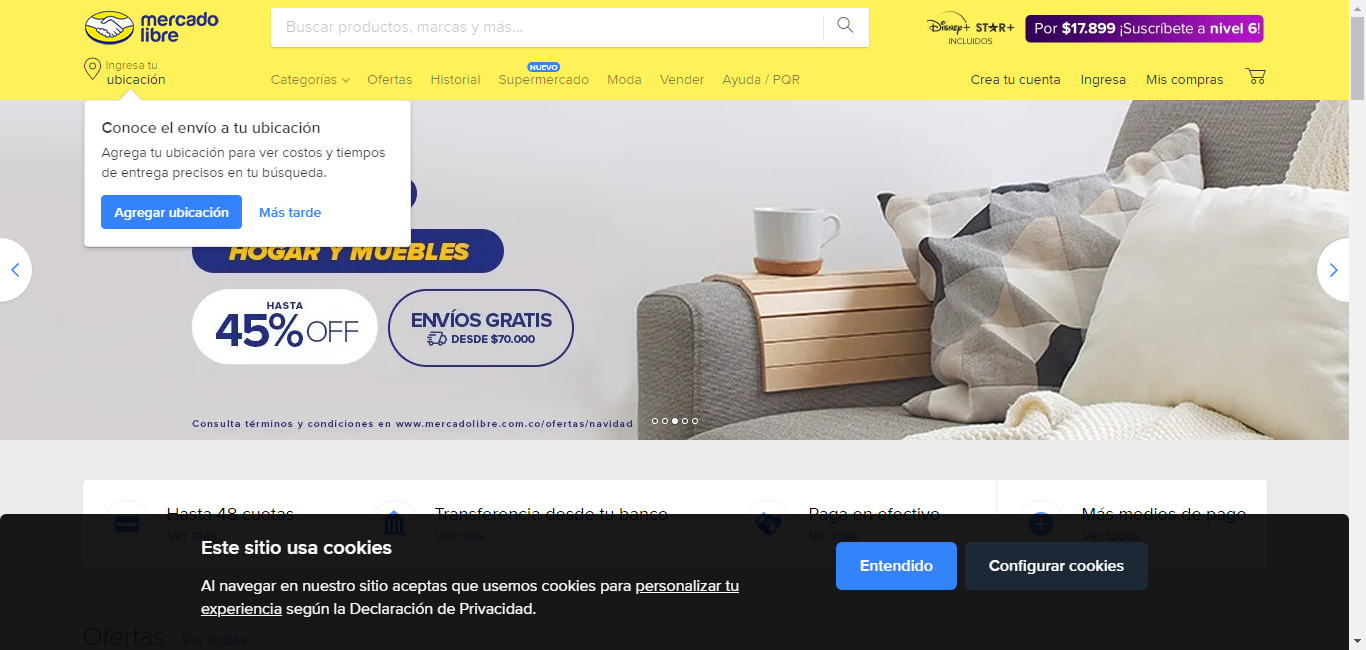 mercado
libre
Buscar productos, marcas y más...
Disney+ STAR+
INCLUIDOS
Por $17.899 ¡Suscríbete a nivel 6!
Ingresa tu
ubicación
Categorías
Ofertas
Historial
NUEVO
Supermercado
Moda
Vender
Ayuda / PQR
Crea tu cuenta
Ingresa
Mis compras
Conoce el envío a tu ubicación
Agrega tu ubicación para ver costos y tiempos
de entrega precisos en tu búsqueda.
Agregar ubicación
Más tarde
HOGAR Y MUEBLES
HASTA
45% OFF
ENVÍOS GRATIS
DESDE $70.000
Consulta términos y condiciones en www.mercadolibre.com.co/ofertas/navidad
Hasta 48 cuotas
Ver más
Transferencia desde tu banco
Ver más
Paga en efectivo
Ver más
Más medios de pago
Ver todos
Este sitio usa cookies
Al navegar en nuestro sitio aceptas que usemos cookies para personalizar tu
experiencia según la Declaración de Privacidad.
Entendido
Configurar cookies
Ofertas
Ver todas